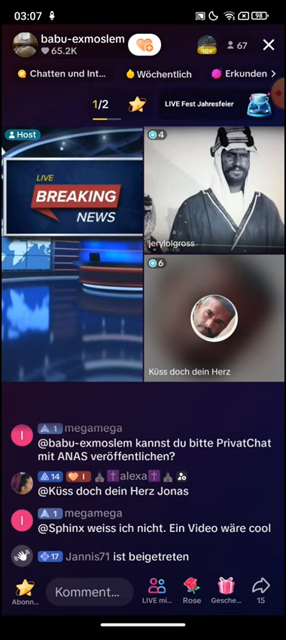 03:07
98
babu-exmoslem
65.2K
10+
67
Chatten und Int...
Wöchentlich
Erkunden
1/2
LIVE Fest Jahresfeier
Host
4
LIVE
BREAKING
NEWS
jerylolgross
6
Küss doch dein Herz
I
1 megamega
@babu-exmoslem kannst du bitte PrivatChat
mit ANAS veröffentlichen?
14 I alexa
@Küss doch dein Herz Jonas
I
1 megamega
@Sphinx weiss ich nicht. Ein Video wäre cool
17 Jannis71 ist beigetreten
Komment...
Abonn...
LIVE mi...
Rose
Gesche...
15